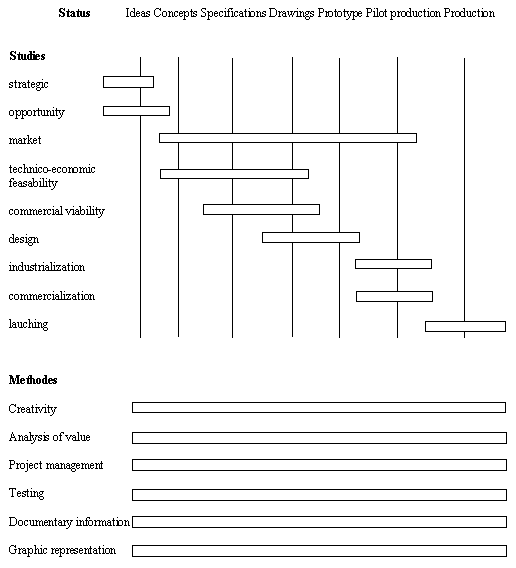 Status Ideas Concepts Specifications Drawings Prototype Pilot production Production
Studies
strategic
opportunity
market
technico-economic
feasability
commercial viability
design
industrialization
commercialization
lauching
Methodes
Creativity
Analysis of value
Project management
Testing
Documentary information
Graphic representation